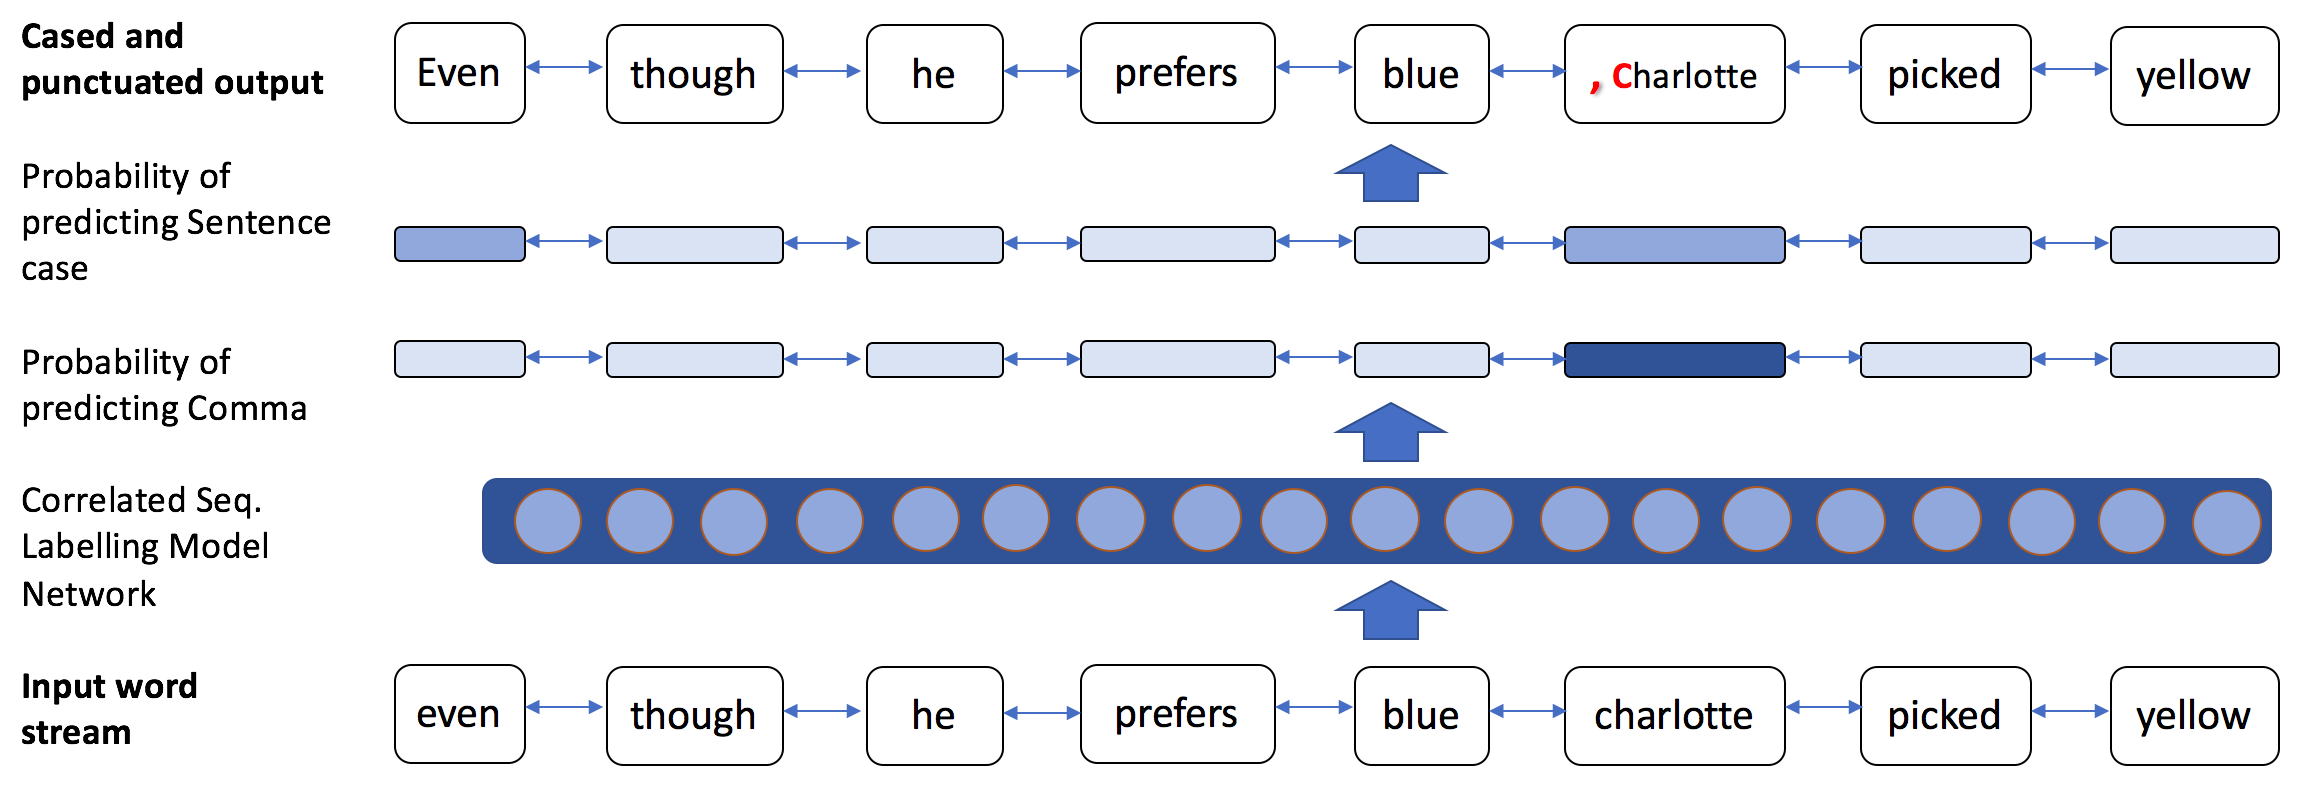 Cased and
punctuated output
Even though he prefers blue , Charlotte picked yellow
Probability of
predicting Sentence
case
Probability of
predicting Comma
Correlated Seq.
Labelling Model
Network
Input word
stream
even though he prefers blue charlotte picked yellow